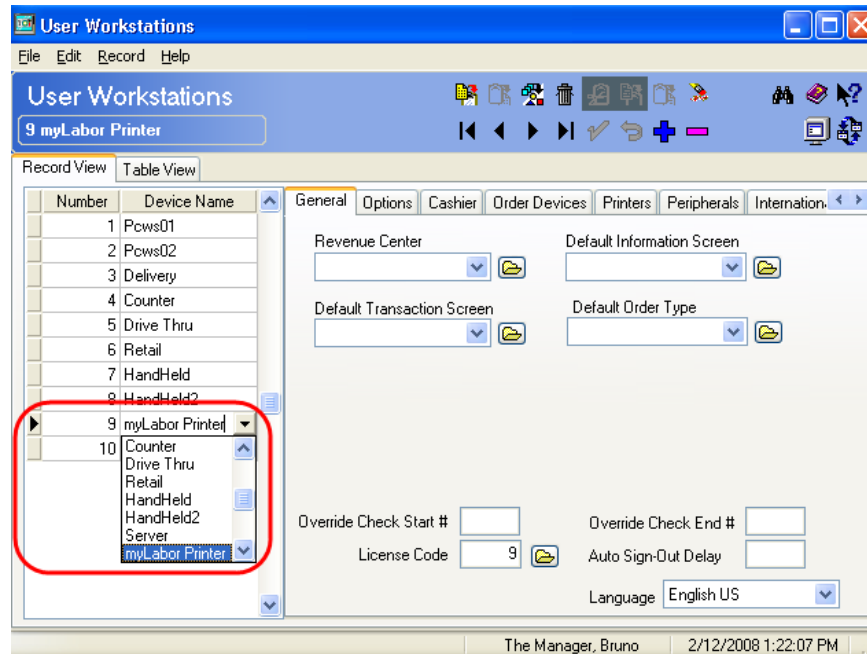 User Workstations
File Edit Record Help
User Workstations
9 myLabor Printer
Record View Table View
Number Device Name
1 Pcws01
2 Pcws02
3 Delivery
4 Counter
5 Drive Thru
6 Retail
7 HandHeld
8 HandHeld2
9 myLabor Printer
10
Counter
Drive Thru
Retail
HandHeld
HandHeld2
Server
myLabor Printer
General Options Cashier Order Devices Printers Peripherals Internation.
Revenue Center Default Information Screen
Default Transaction Screen Default Order Type
Override Check Start # Override Check End #
License Code 9 Auto Sign-Out Delay
Language English US
The Manager, Bruno 2/12/2008 1:22:07 PM